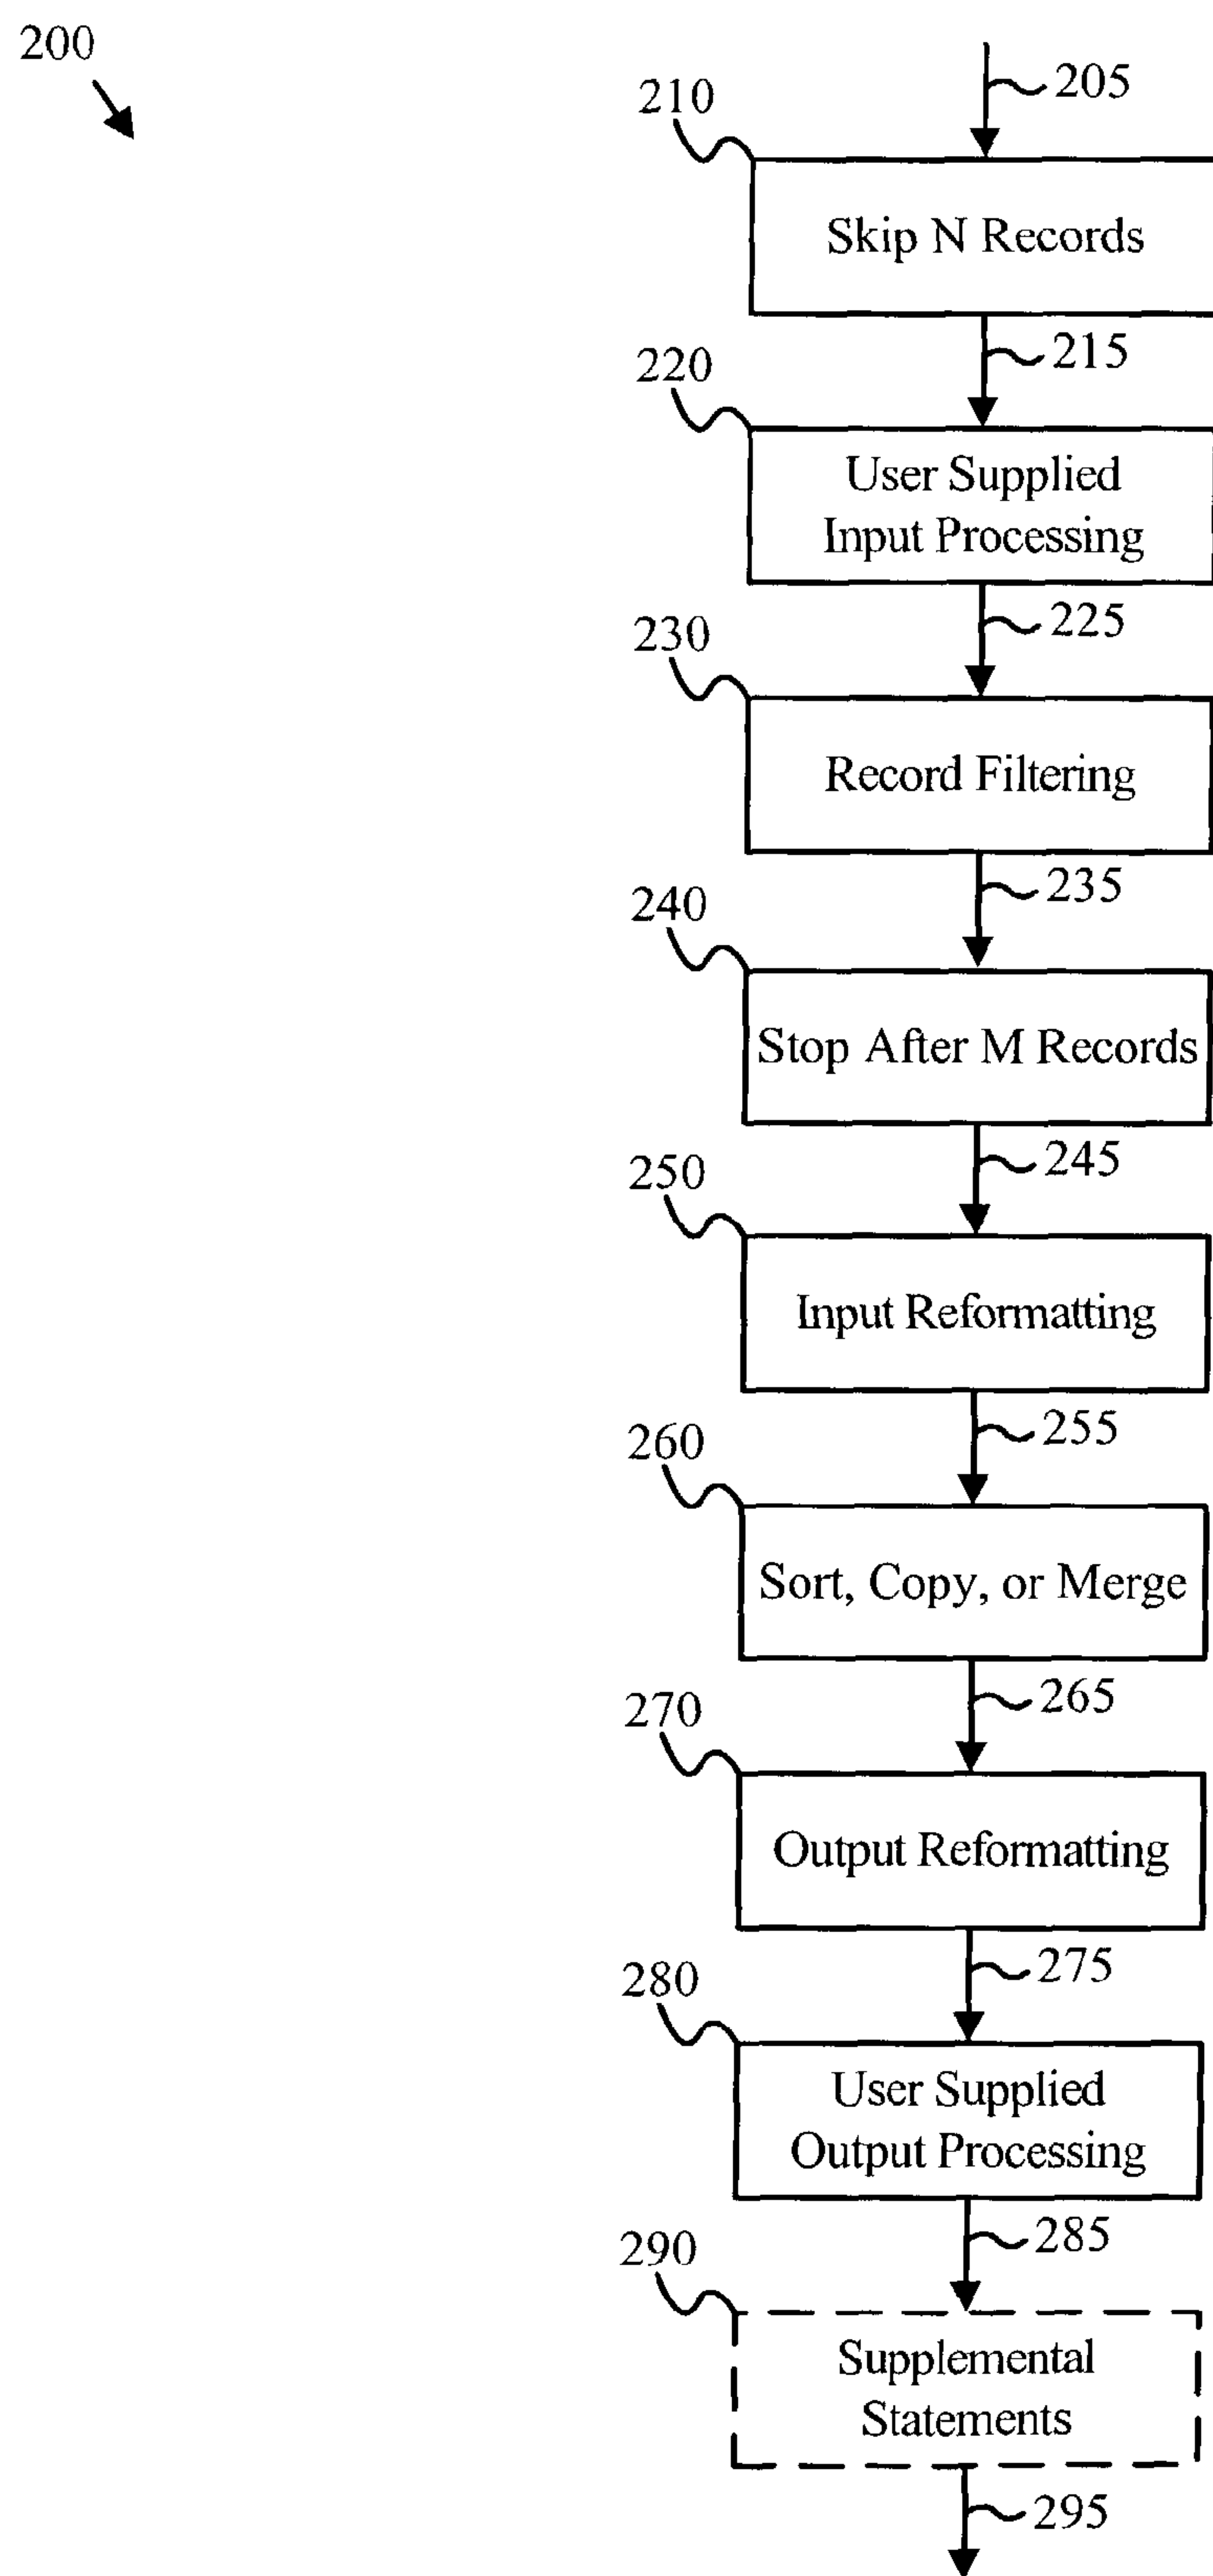 200
205
210
Skip N Records
215
220
User Supplied
Input Processing
225
230
Record Filtering
235
240
Stop After M Records
245
250
Input Reformatting
255
260
Sort, Copy, or Merge
265
270
Output Reformatting
275
280
User Supplied
Output Processing
285
290
Supplemental
Statements
295